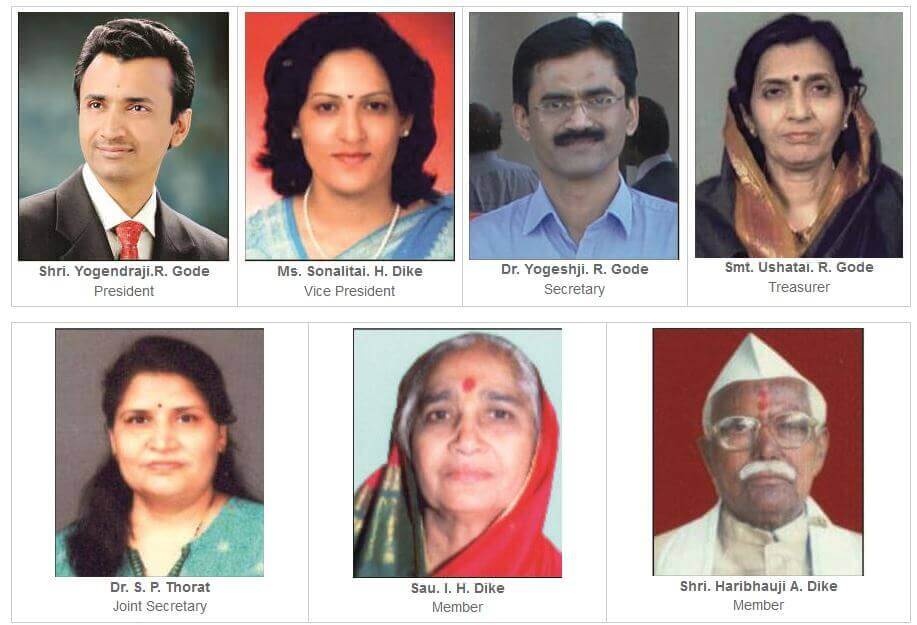 Shri. Yogendraji.R. Gode
President
Ms. Sonalitai. H. Dike
Vice President
Dr. Yogeshji. R. Gode
Secretary
Smt. Ushatai. R. Gode
Treasurer
Dr. S. P. Thorat
Joint Secretary
Sau. I. H. Dike
Member
Shri. Haribhauji A. Dike
Member